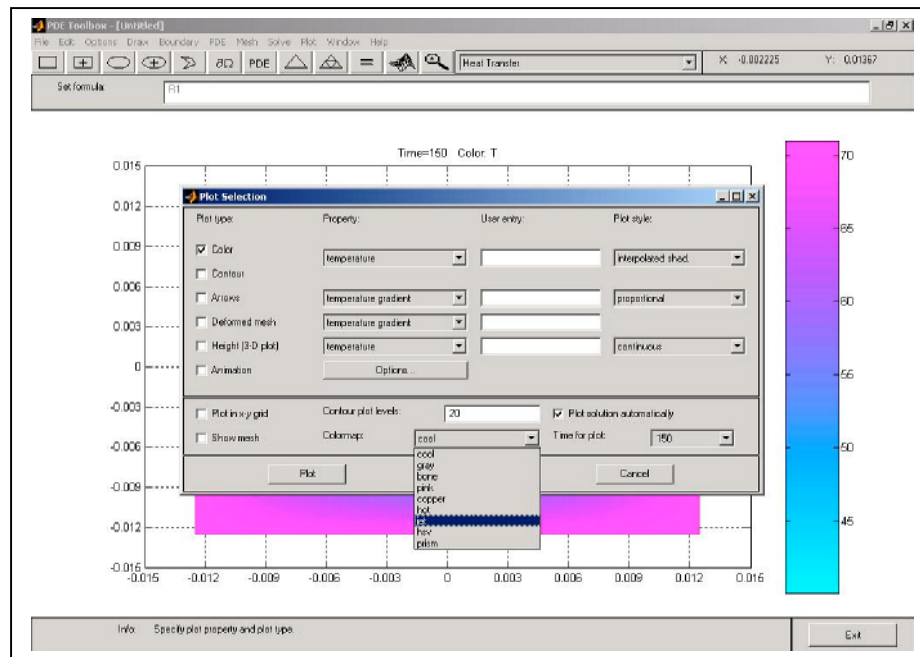 PDE Toolbox - [Untitled]
File Edit Options Draw Boundary PDE Mesh Solve Plot Window Help
∂Ω PDE = Heat Transfer X: -0.002225 Y: 0.01367
Set formula: R1
Time=150 Color: T
0.015
0.012
0.009
0.006
0.003
0
-0.003
-0.006
-0.009
-0.012
-0.015
-0.015 -0.012 -0.009 -0.006 -0.003 0 0.003 0.006 0.009 0.012 0.015
70
65
60
55
50
45
Plot Selection
Plot type: Property: User entry: Plot style:
Color temperature interpolated shad.
Contour
Arrows temperature gradient proportional
Deformed mesh temperature gradient
Height (3-D plot) temperature continuous
Animation Options...
Plot in x-y grid Contour plot levels: 20 Plot solution automatically
Show mesh Colormap: cool Time for plot: 150
cool
gray
bone
pink
copper
hot
jet
hsv
prism
Plot Cancel
Info: Specify plot property and plot type. Exit